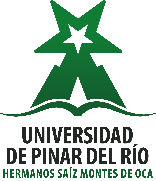 UNIVERSIDAD
DE PINAR DEL RÍO
HERMANOS SAÍZ MONTES DE OCA